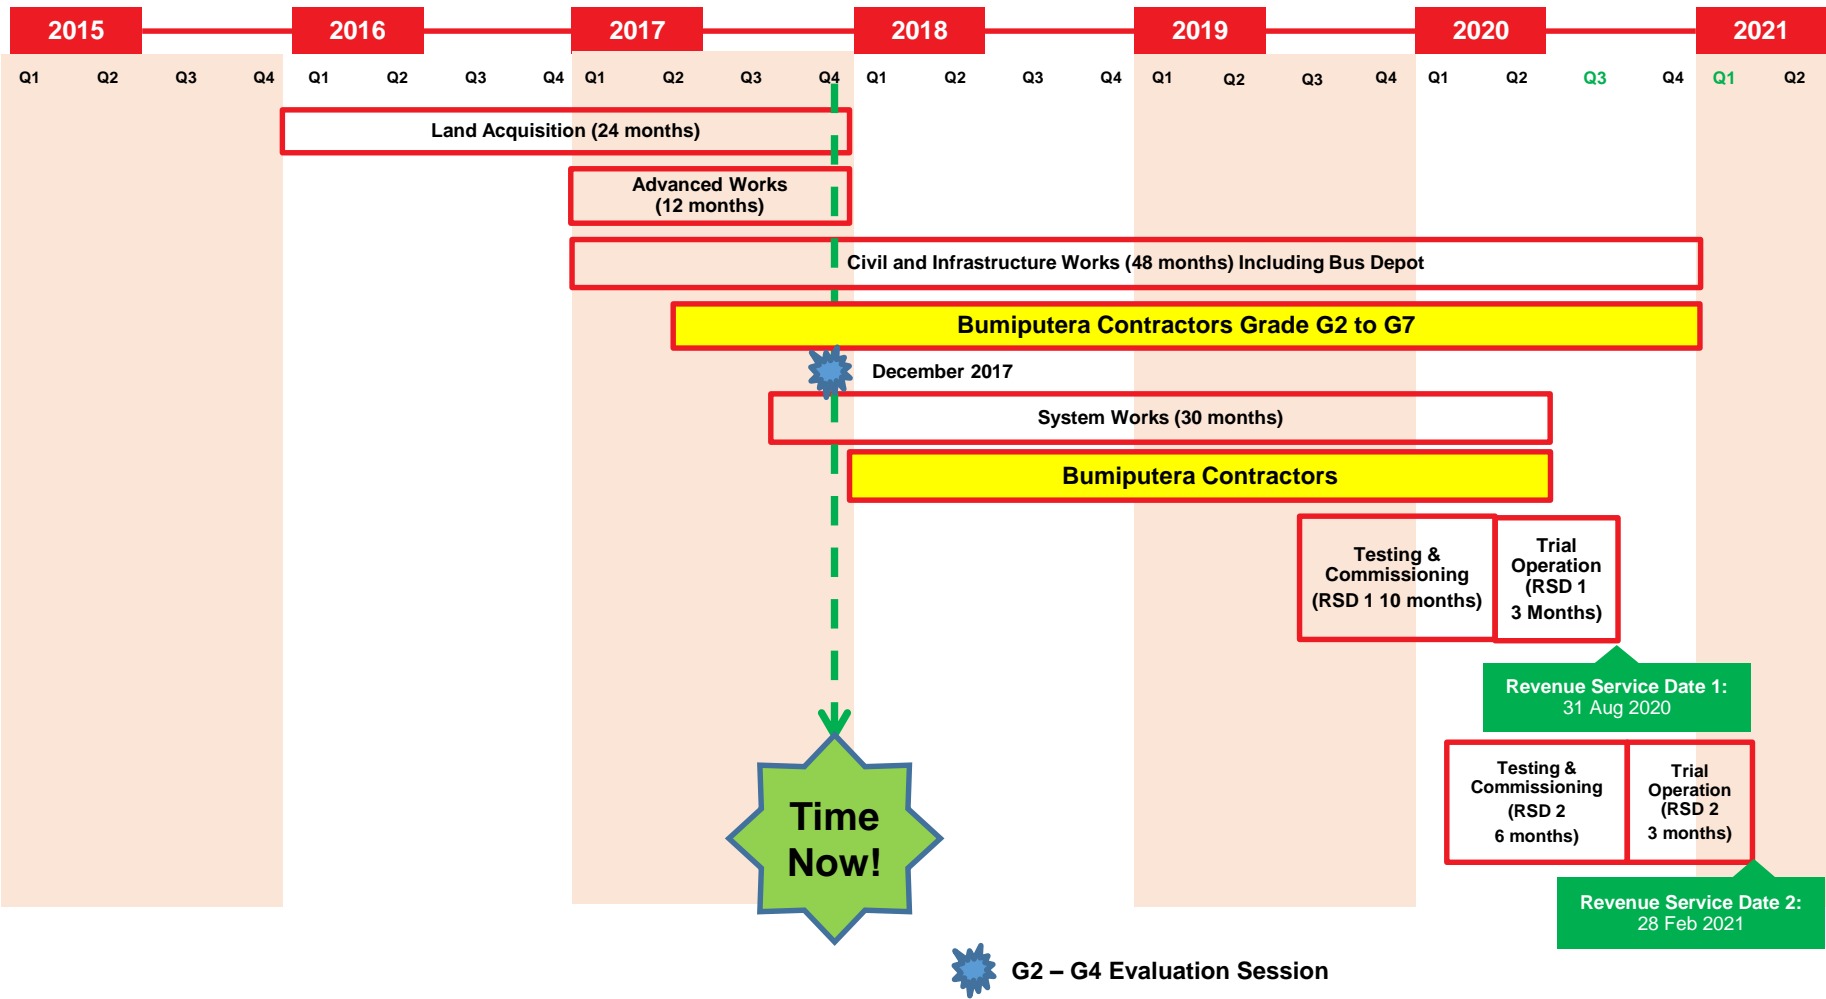 2015 2016 2017 2018 2019 2020 2021
Q1 Q2 Q3 Q4 Q1 Q2 Q3 Q4 Q1 Q2 Q3 Q4 Q1 Q2 Q3 Q4 Q1 Q2 Q3 Q4 Q1 Q2 Q3 Q4 Q1 Q2
Land Acquisition (24 months)
Advanced Works
(12 months)
Civil and Infrastructure Works (48 months) Including Bus Depot
Bumiputera Contractors Grade G2 to G7
December 2017
System Works (30 months)
Bumiputera Contractors
Testing &
Commissioning
(RSD 1 10 months)
Trial
Operation
(RSD 1
3 Months)
Revenue Service Date 1:
31 Aug 2020
Time
Now!
Testing &
Commissioning
(RSD 2
6 months)
Trial
Operation
(RSD 2
3 months)
Revenue Service Date 2:
28 Feb 2021
G2 – G4 Evaluation Session